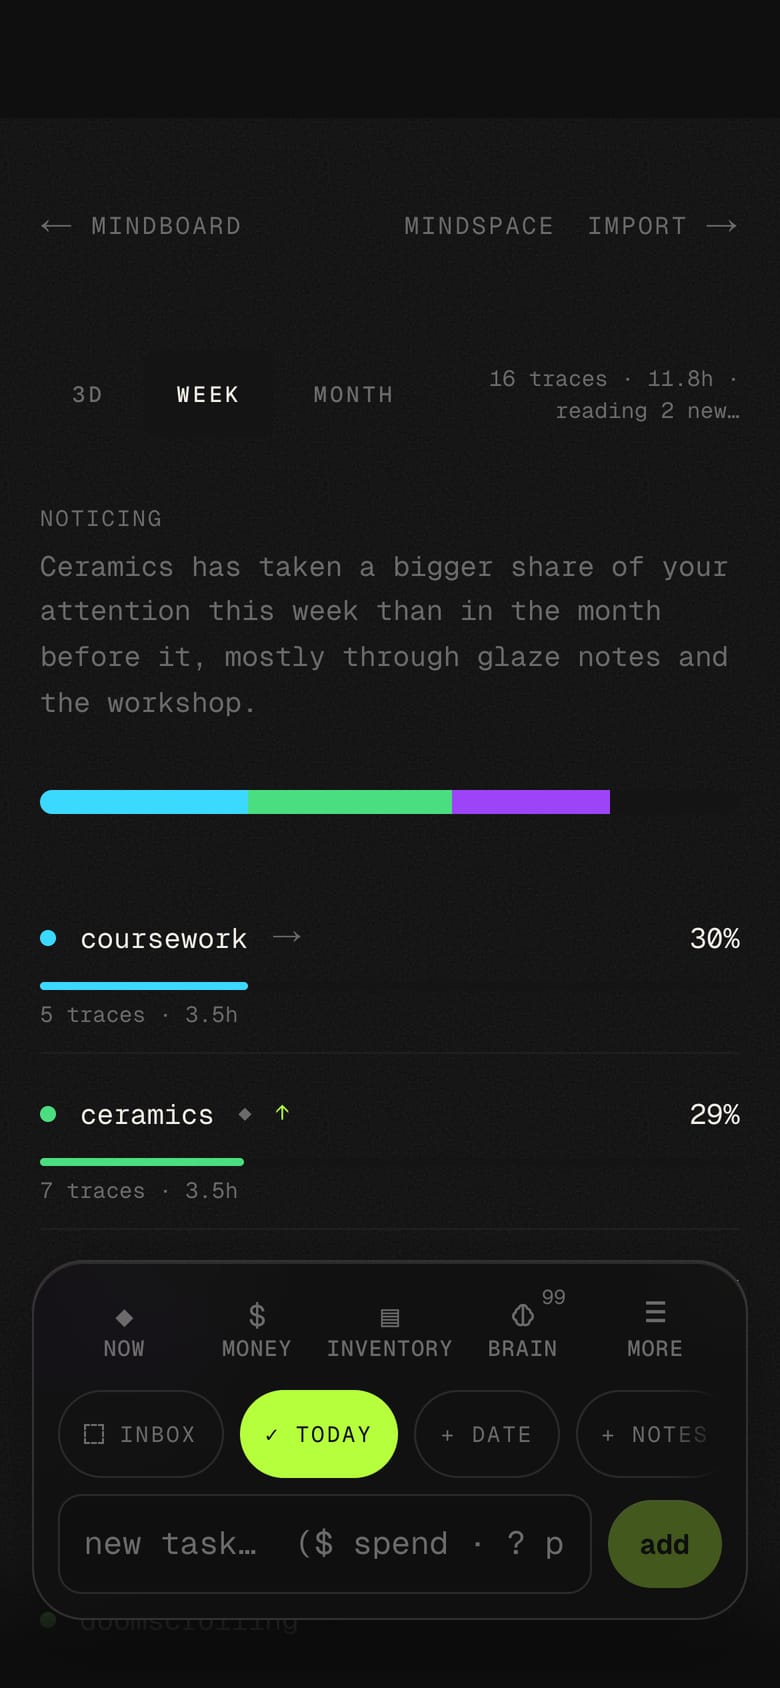 ← MINDBOARD
MINDSPACE
IMPORT →
3D
WEEK
MONTH
16 traces · 11.8h ·
reading 2 new…
NOTICING
Ceramics has taken a bigger share of your
attention this week than in the month
before it, mostly through glaze notes and
the workshop.
coursework →
30%
5 traces · 3.5h
ceramics ◆ ↑
29%
7 traces · 3.5h
◆ NOW
$ MONEY
INVENTORY
99
BRAIN
MORE
INBOX
✓ TODAY
+ DATE
+ NOTES
new task… ($ spend · ? p
add
doomscrolling